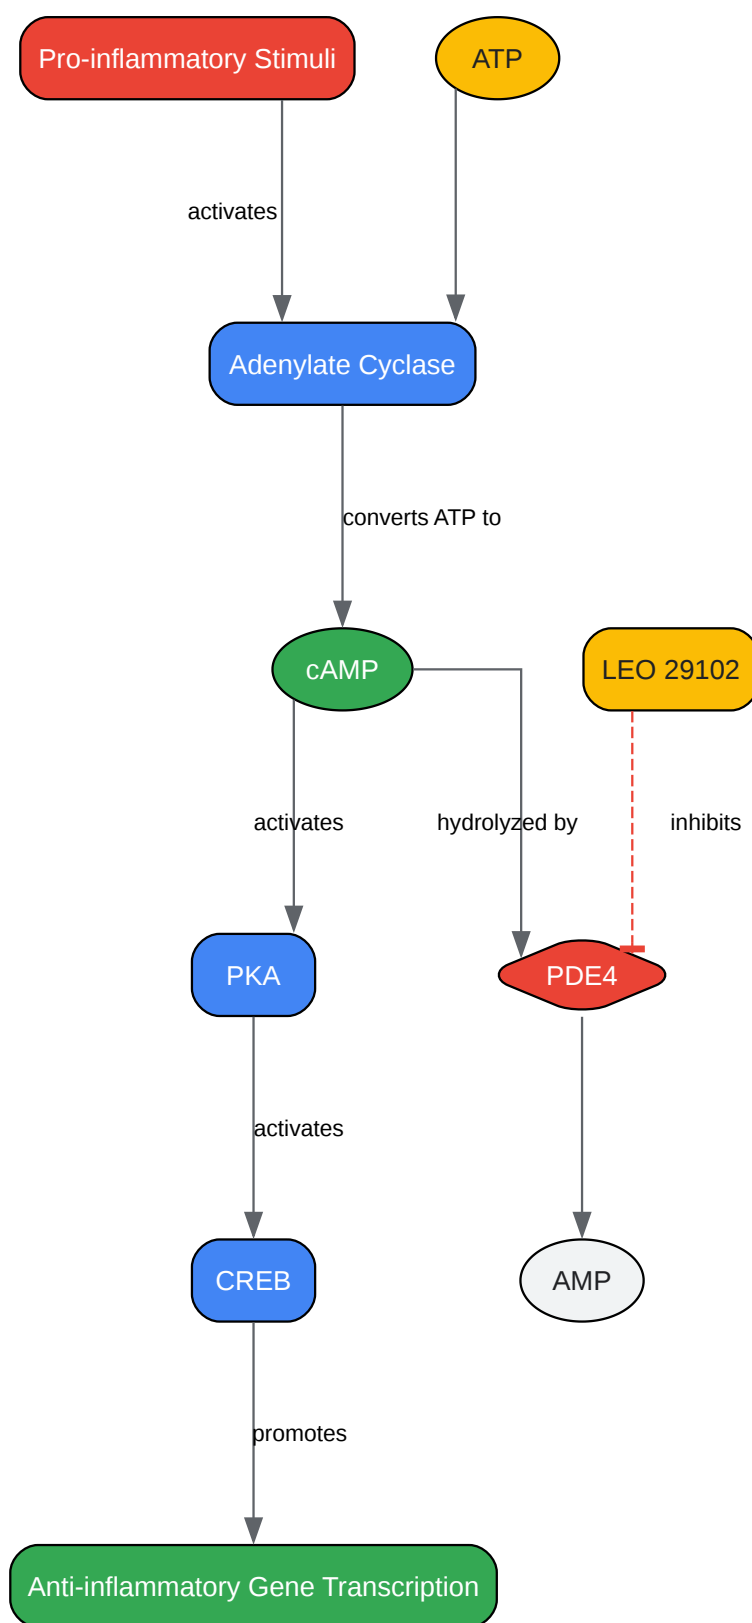 Pro-inflammatory Stimuli
ATP
activates
Adenylate Cyclase
converts ATP to
cAMP
LEO 29102
activates
hydrolyzed by
inhibits
PKA
PDE4
activates
CREB
AMP
promotes
Anti-inflammatory Gene Transcription